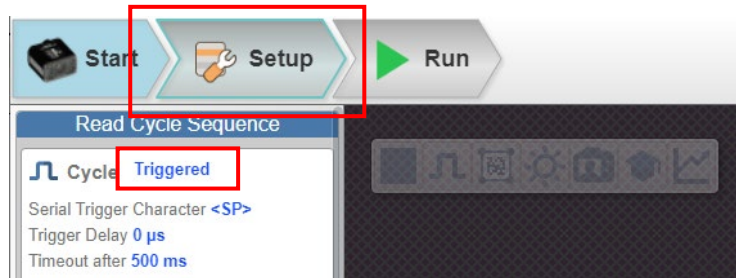 Start Setup Run
Read Cycle Sequence
Cycle Triggered
Serial Trigger Character <SP>
Trigger Delay 0 µs
Timeout after 500 ms